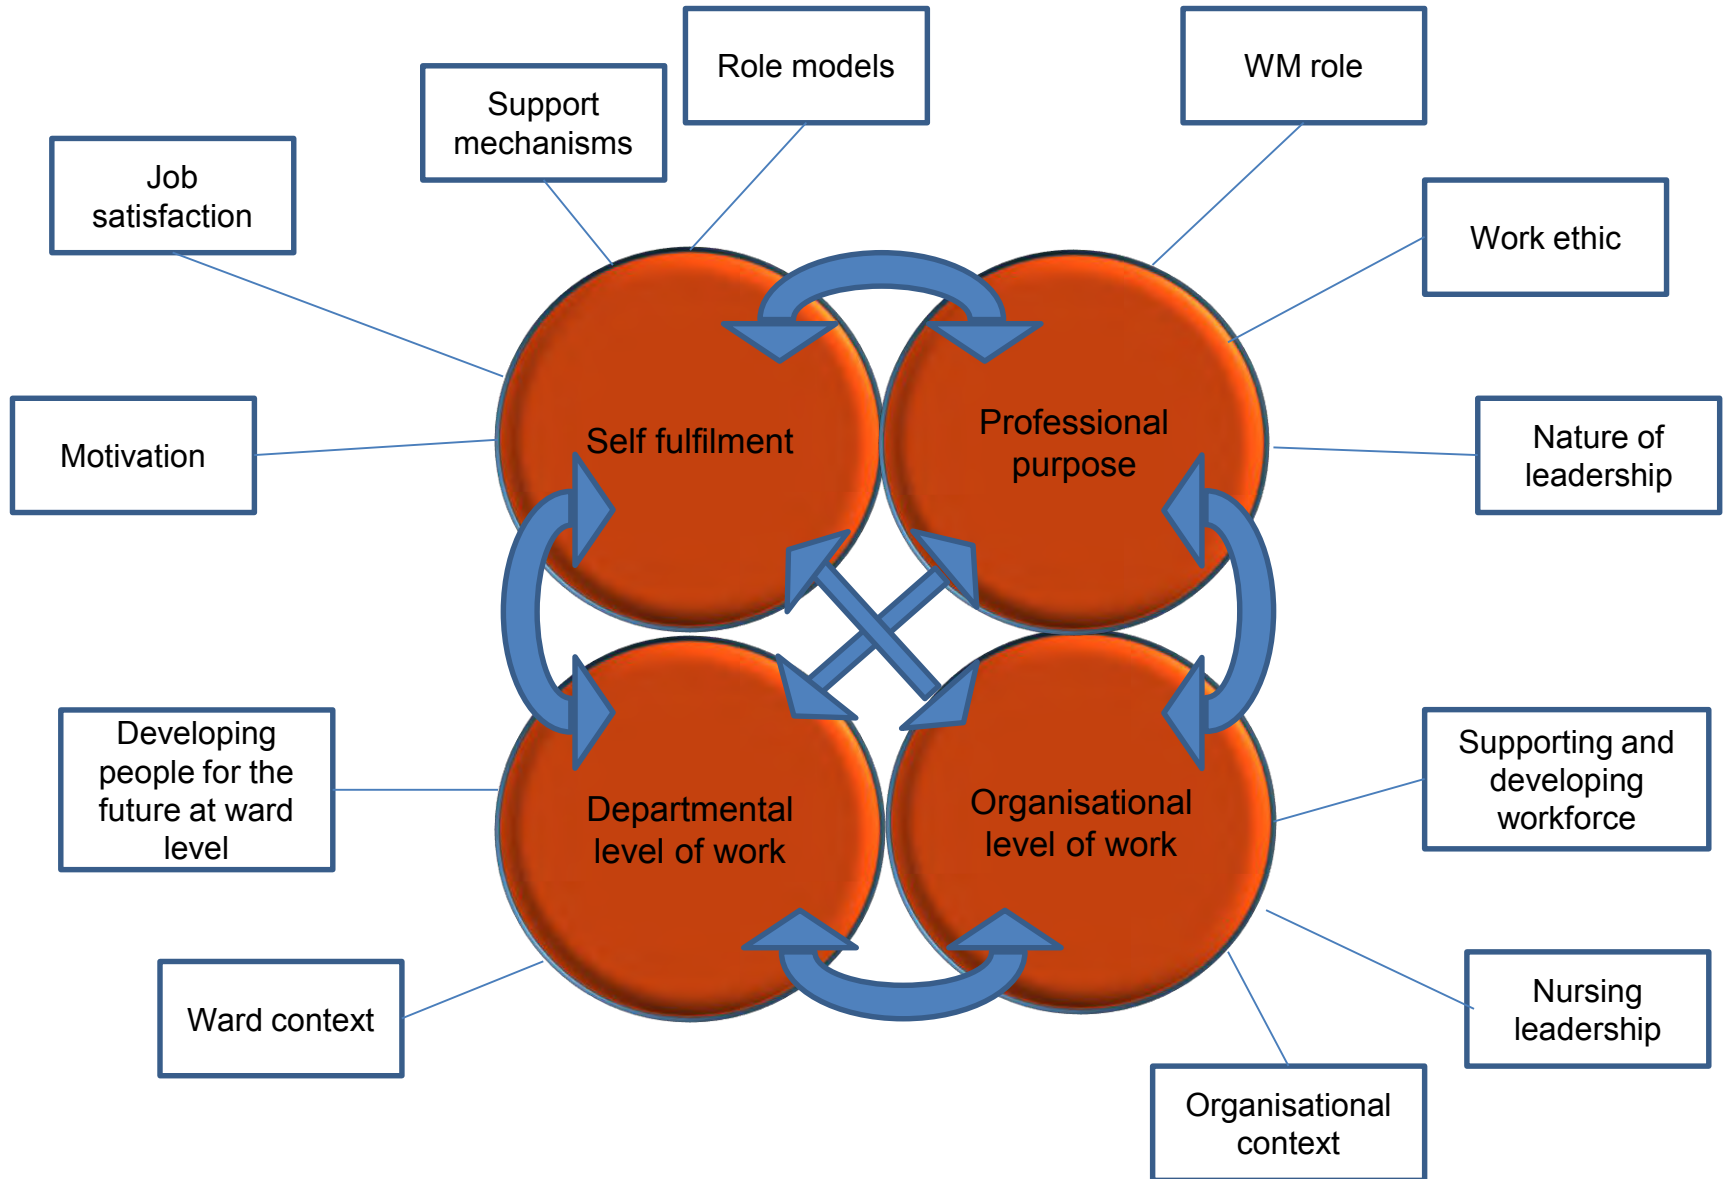 Role models
WM role
Support
mechanisms
Job
satisfaction
Work ethic
Motivation
Self fulfilment
Professional
purpose
Nature of
leadership
Developing
people for the
future at ward
level
Departmental
level of work
Organisational
level of work
Supporting and
developing
workforce
Ward context
Nursing
leadership
Organisational
context